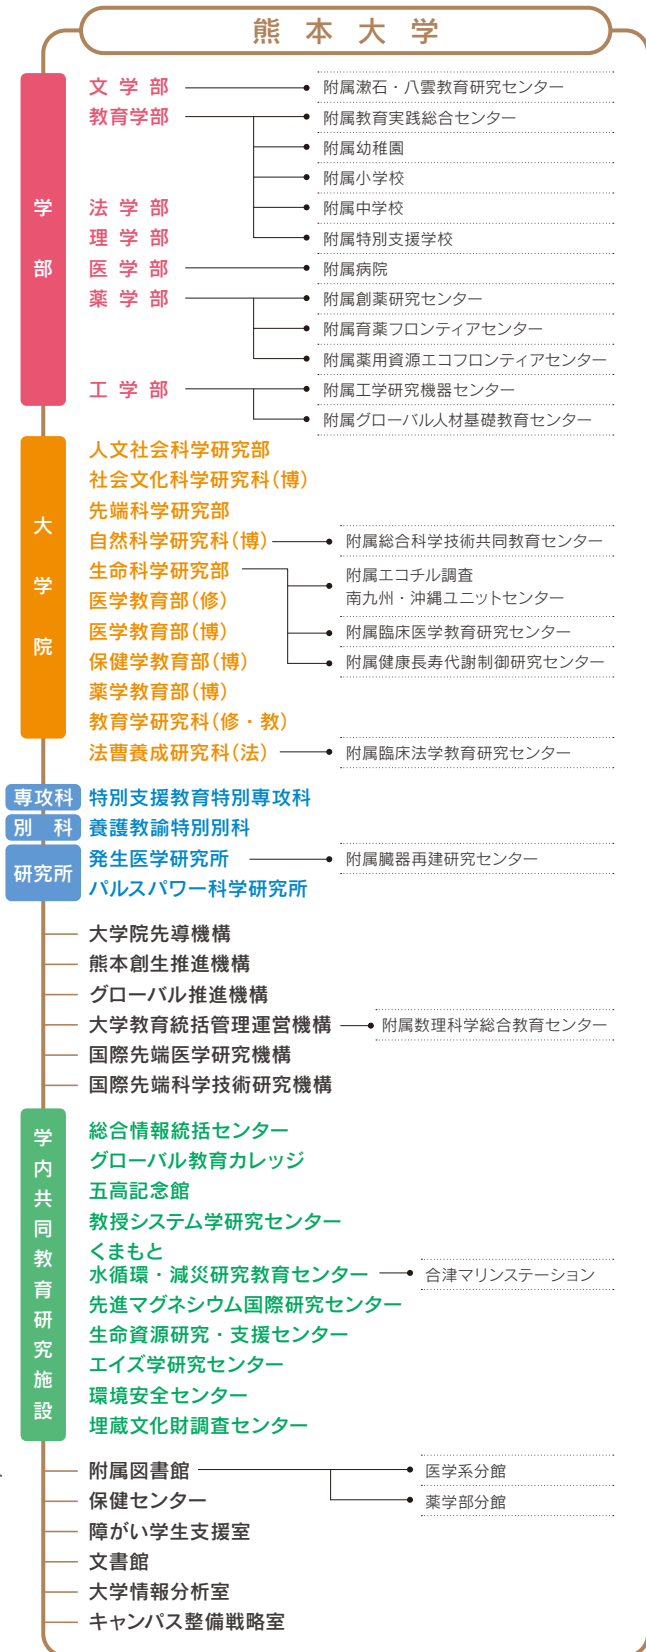 熊本大学
学部
文学部
附属漱石・八雲教育研究センター
教育学部
附属教育実践総合センター
附属幼稚園
附属小学校
法学部
附属中学校
理学部
附属特別支援学校
医学部
附属病院
薬学部
附属創薬研究センター
附属育薬フロンティアセンター
附属薬用資源エコフロンティアセンター
工学部
附属工学研究機器センター
附属グローバル人材基礎教育センター
大学院
人文社会科学研究部
社会文化科学研究科(博)
先端科学研究部
自然科学研究科(博)
附属総合科学技術共同教育センター
生命科学研究部
附属エコチル調査
南九州・沖縄ユニットセンター
医学教育部(修)
医学教育部(博)
附属臨床医学教育研究センター
保健学教育部(博)
附属健康長寿代謝制御研究センター
薬学教育部(博)
教育学研究科(修・教)
法曹養成研究科(法)
附属臨床法学教育研究センター
専攻科
特別支援教育特別専攻科
別科
養護教諭特別別科
研究所
発生医学研究所
附属臓器再建研究センター
パルスパワー科学研究所
大学院先導機構
熊本創生推進機構
グローバル推進機構
大学教育統括管理運営機構
附属数理科学総合教育センター
国際先端医学研究機構
国際先端科学技術研究機構
学内共同教育研究施設
総合情報統括センター
グローバル教育カレッジ
五高記念館
教授システム学研究センター
くまもと
水循環・減災研究教育センター
合津マリンステーション
先進マグネシウム国際研究センター
生命資源研究・支援センター
エイズ学研究センター
環境安全センター
埋蔵文化財調査センター
附属図書館
医学系分館
薬学部分館
保健センター
障がい学生支援室
文書館
大学情報分析室
キャンパス整備戦略室